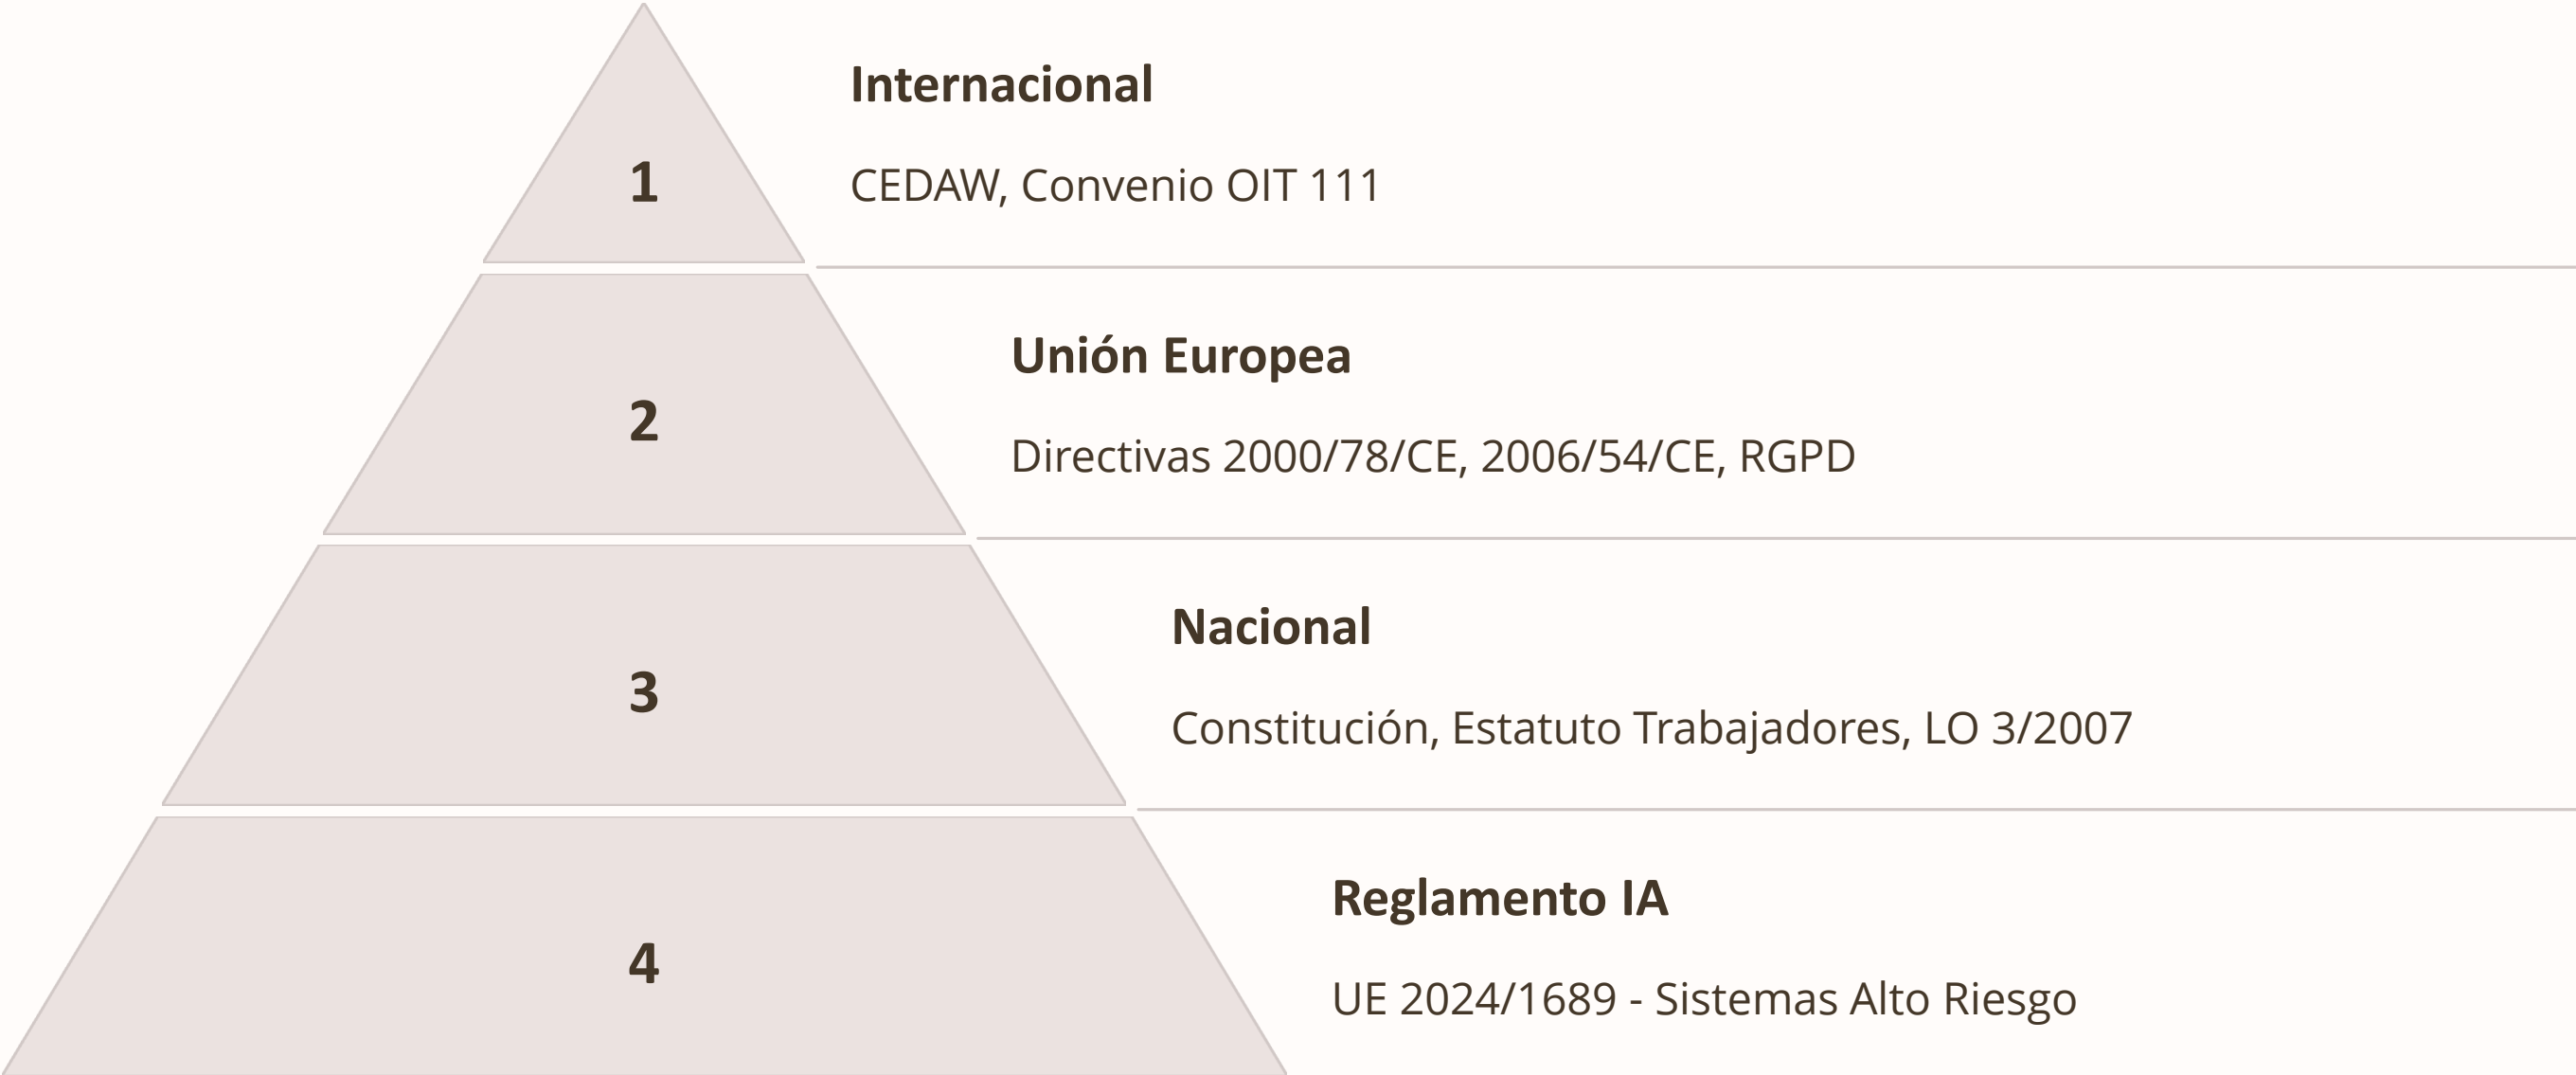 1
Internacional
CEDAW, Convenio OIT 111
2
Unión Europea
Directivas 2000/78/CE, 2006/54/CE, RGPD
3
Nacional
Constitución, Estatuto Trabajadores, LO 3/2007
4
Reglamento IA
UE 2024/1689 - Sistemas Alto Riesgo